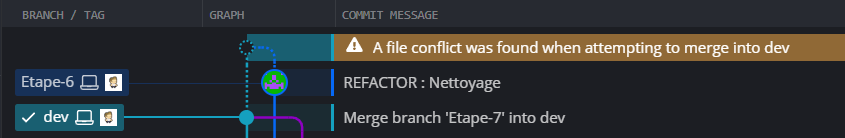 BRANCH / TAG GRAPH COMMIT MESSAGE
A file conflict was found when attempting to merge into dev
Etape-6 REFACTOR : Nettoyage
dev Merge branch 'Etape-7' into dev